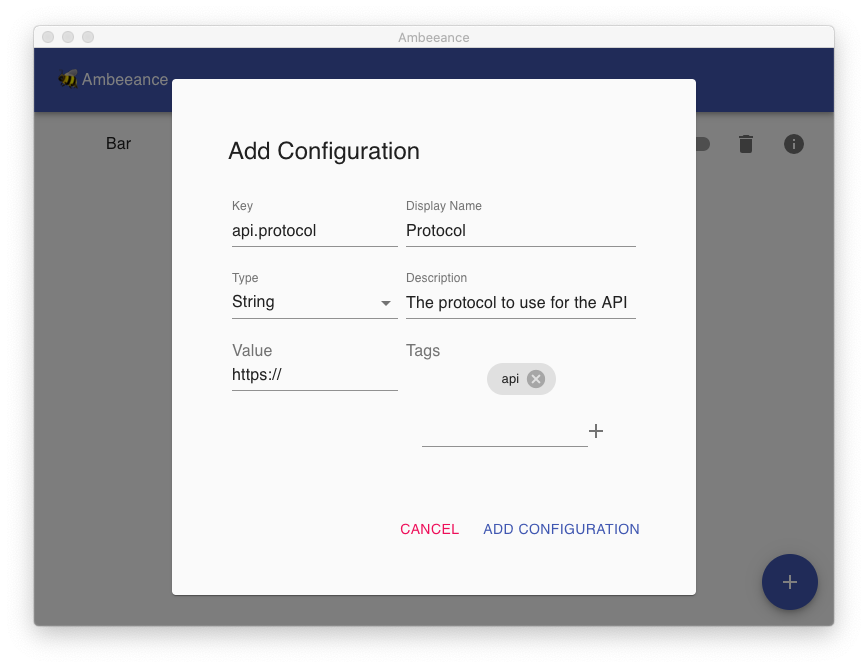 Ambeeance
Ambeeance
Bar
Add Configuration
Key
Display Name
api.protocol
Protocol
Type
Description
String
The protocol to use for the API
Value
Tags
https://
api
CANCEL
ADD CONFIGURATION